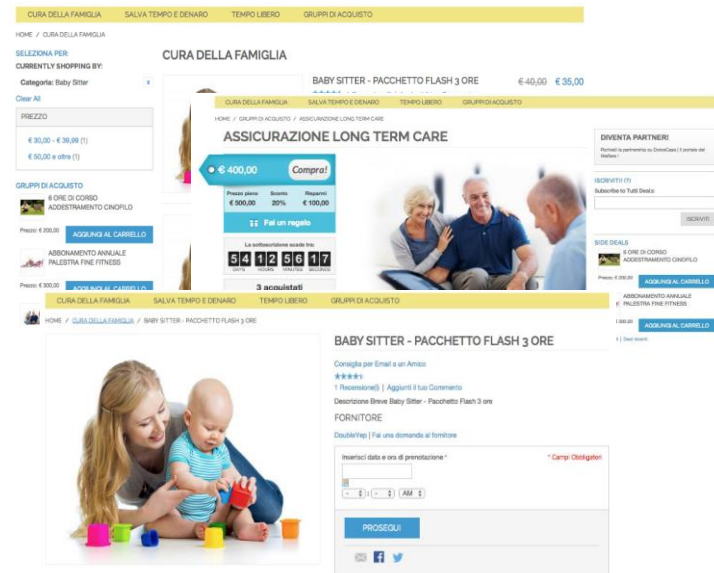 CURA DELLA FAMIGLIA SALVA TEMPO E DENARO TEMPO LIBERO GRUPPI DI ACQUISTO
HOME / CURA DELLA FAMIGLIA
SELEZIONA PER:
CURRENTLY SHOPPING BY:
Categoria: Baby Sitter x
Clear All
PREZZO
€ 30,00 - € 39,99 (1)
€ 50,00 e oltre (1)
GRUPPI DI ACQUISTO
6 ORE DI CORSO
ADDESTRAMENTO CINOFILO
Prezzo: € 200,00 AGGIUNGI AL CARRELLO
ABBONAMENTO ANNUALE
PALESTRA FINE FITNESS
Prezzo: € 300,00 AGGIUNGI AL CARRELLO
CURA DELLA FAMIGLIA
BABY SITTER - PACCHETTO FLASH 3 ORE € 40,00 € 35,00
CURA DELLA FAMIGLIA SALVA TEMPO E DENARO TEMPO LIBERO GRUPPI DI ACQUISTO
HOME / GRUPPI DI ACQUISTO / ASSICURAZIONE LONG TERM CARE
ASSICURAZIONE LONG TERM CARE
€ 400,00 Compra!
Prezzo pieno Sconto Risparmi
€ 500,00 20% € 100,00
Fai un regalo
La sottoscrizione scade tra:
54 12 56 17
DAYS HOURS MINUTES SECONDS
3 acquistati
DIVENTA PARTNER!
ISCRIVITI (7)
Subscribe to Tutti Deals:
ISCRIVITI
SIDE DEALS
6 ORE DI CORSO
ADDESTRAMENTO CINOFILO
Prezzo: € 200,00 AGGIUNGI AL CARRELLO
ABBONAMENTO ANNUALE
PALESTRA FINE FITNESS
AGGIUNGI AL CARRELLO
CURA DELLA FAMIGLIA SALVA TEMPO E DENARO TEMPO LIBERO GRUPPI DI ACQUISTO
HOME / CURA DELLA FAMIGLIA / BABY SITTER - PACCHETTO FLASH 3 ORE
BABY SITTER - PACCHETTO FLASH 3 ORE
Consiglia per Email a un Amico
1 Recensione(i) | Aggiunti il tuo Commento
Descrizione Breve Baby Sitter - Pacchetto Flash 3 ore
FORNITORE
DoubleYep | Fai una domanda al fornitore
Inserisci data e ora di prenotazione * * Campi Obbligatori
- : - AM
PROSEGUI